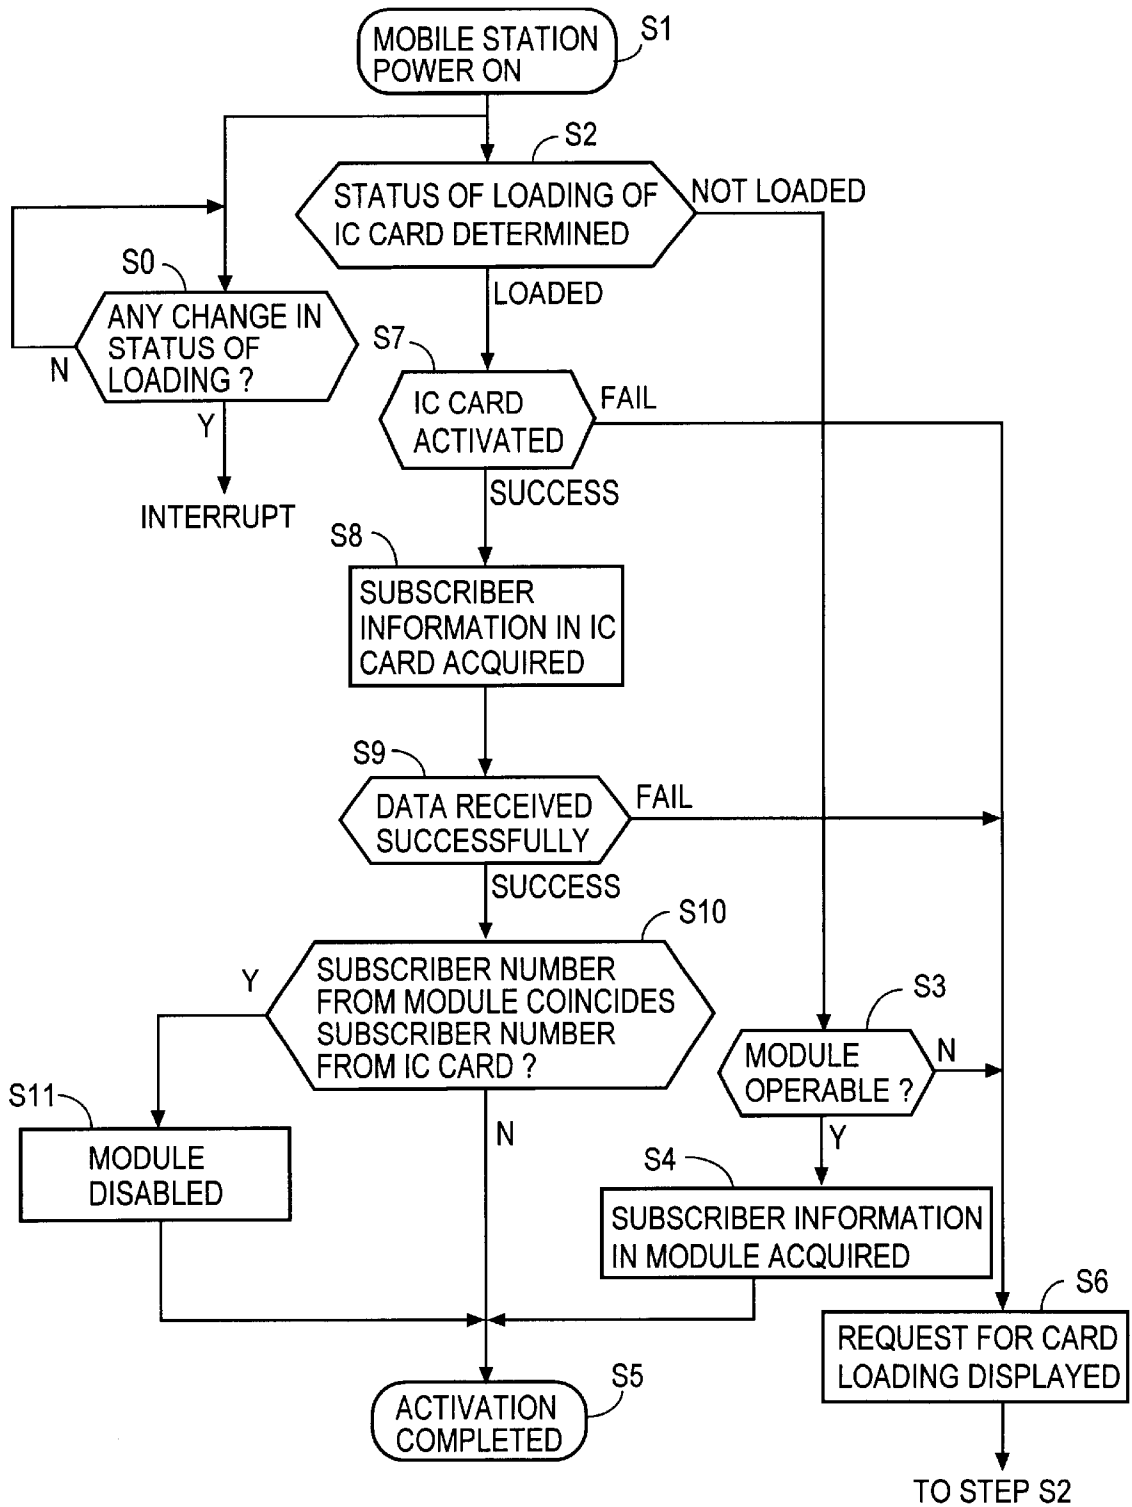 MOBILE STATION
POWER ON
S1
S2
STATUS OF LOADING OF
IC CARD DETERMINED
NOT LOADED
LOADED
S0
ANY CHANGE IN
STATUS OF
LOADING ?
N
Y
INTERRUPT
S7
IC CARD
ACTIVATED
FAIL
SUCCESS
S8
SUBSCRIBER
INFORMATION IN IC
CARD ACQUIRED
S9
DATA RECEIVED
SUCCESSFULLY
FAIL
SUCCESS
S10
SUBSCRIBER NUMBER
FROM MODULE COINCIDES
SUBSCRIBER NUMBER
FROM IC CARD ?
Y
N
S3
MODULE
OPERABLE ?
N
Y
S11
MODULE
DISABLED
S4
SUBSCRIBER INFORMATION
IN MODULE ACQUIRED
S6
REQUEST FOR CARD
LOADING DISPLAYED
S5
ACTIVATION
COMPLETED
TO STEP S2